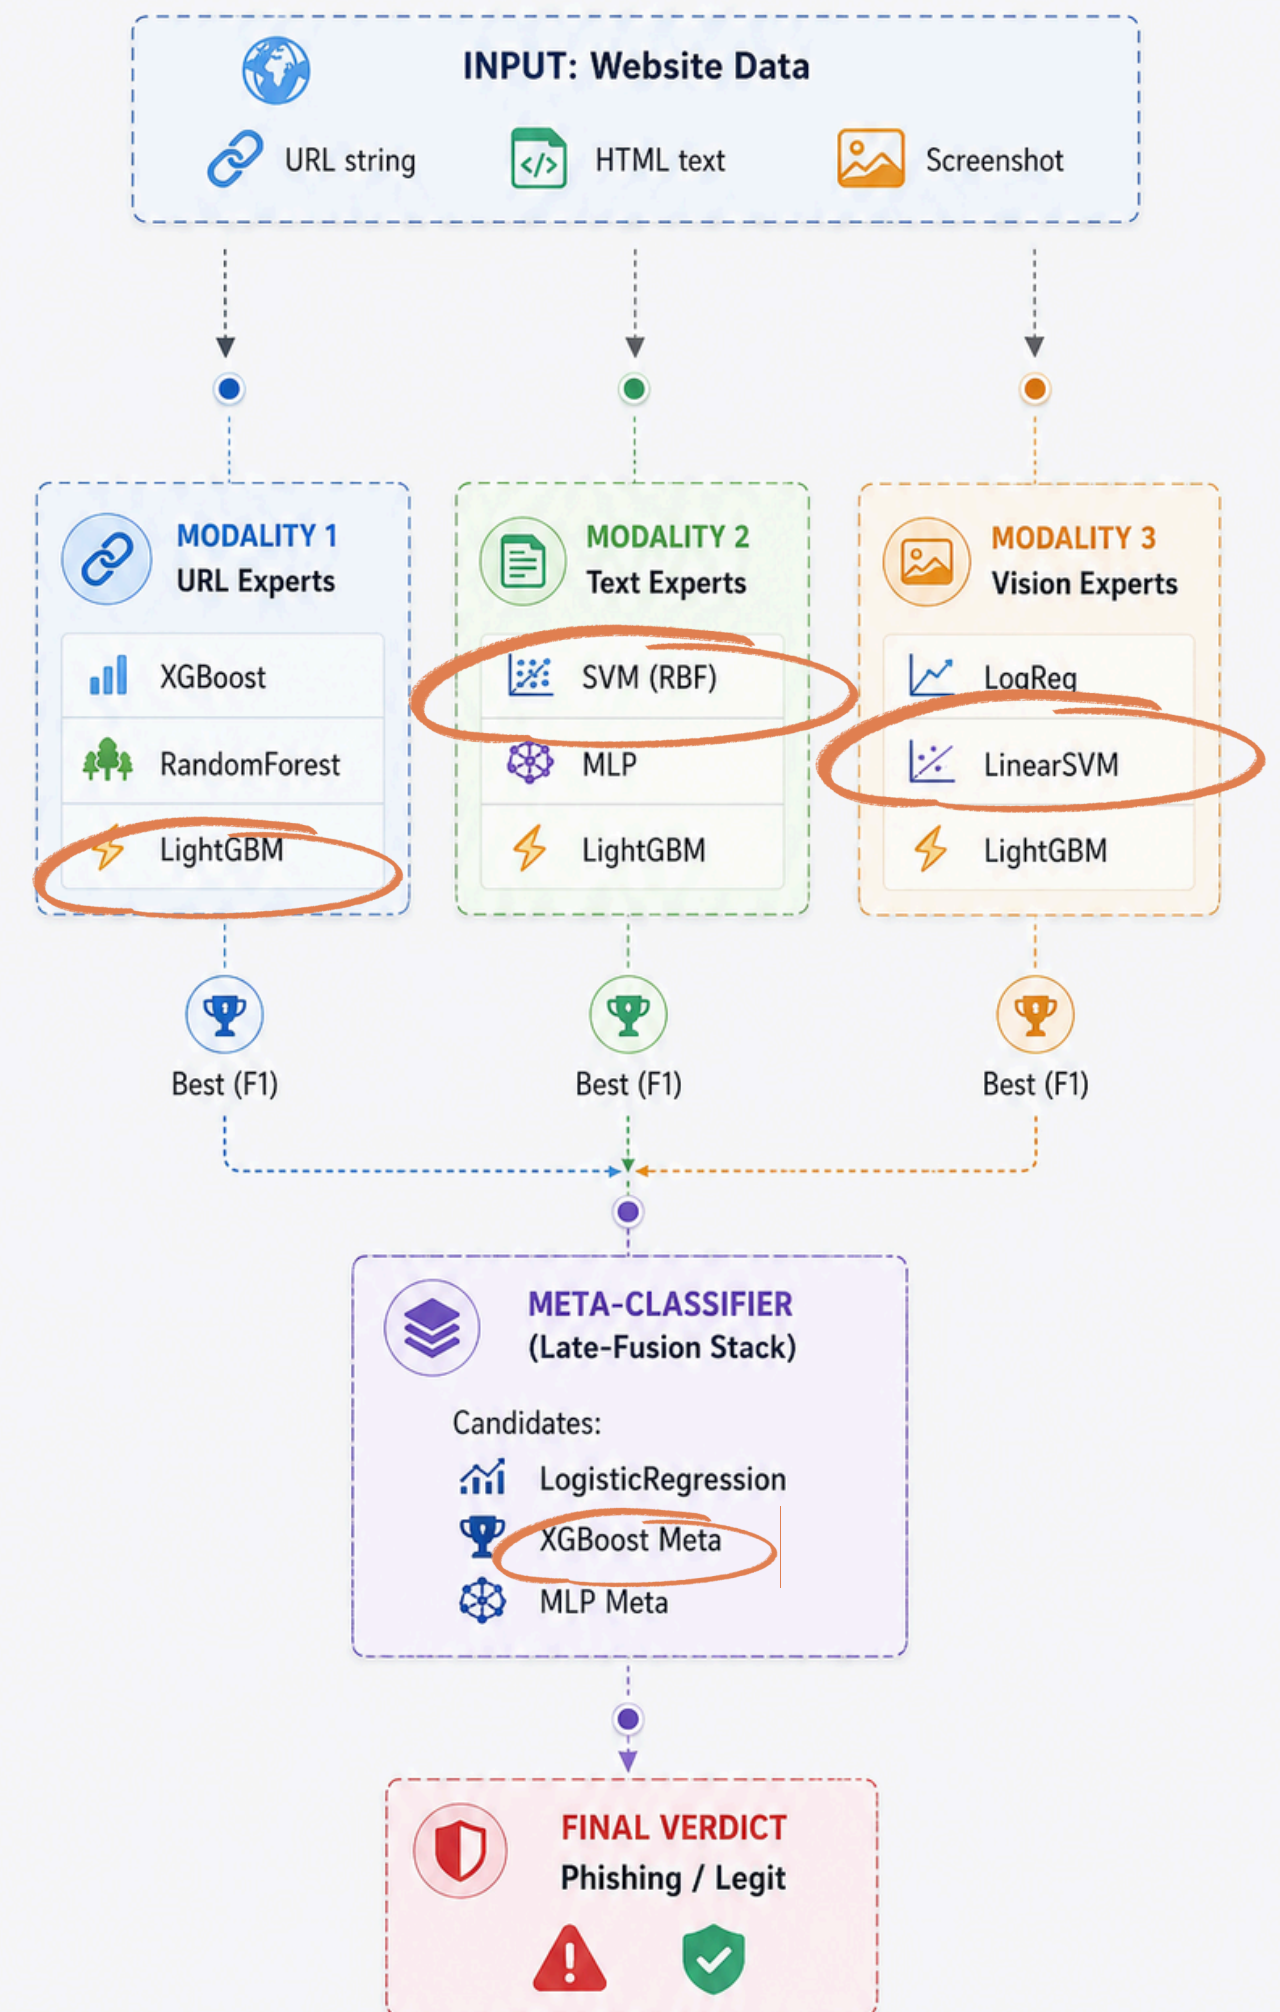 INPUT: Website Data
URL string
HTML text
Screenshot
MODALITY 1
URL Experts
XGBoost
RandomForest
LightGBM
MODALITY 2
Text Experts
SVM (RBF)
MLP
LightGBM
MODALITY 3
Vision Experts
LogReg
LinearSVM
LightGBM
Best (F1)
Best (F1)
Best (F1)
META-CLASSIFIER
(Late-Fusion Stack)
Candidates:
LogisticRegression
XGBoost Meta
MLP Meta
FINAL VERDICT
Phishing / Legit